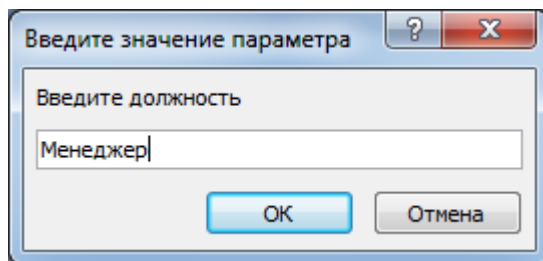 Введите значение параметра
Введите должность
Менеджер
ОК
Отмена